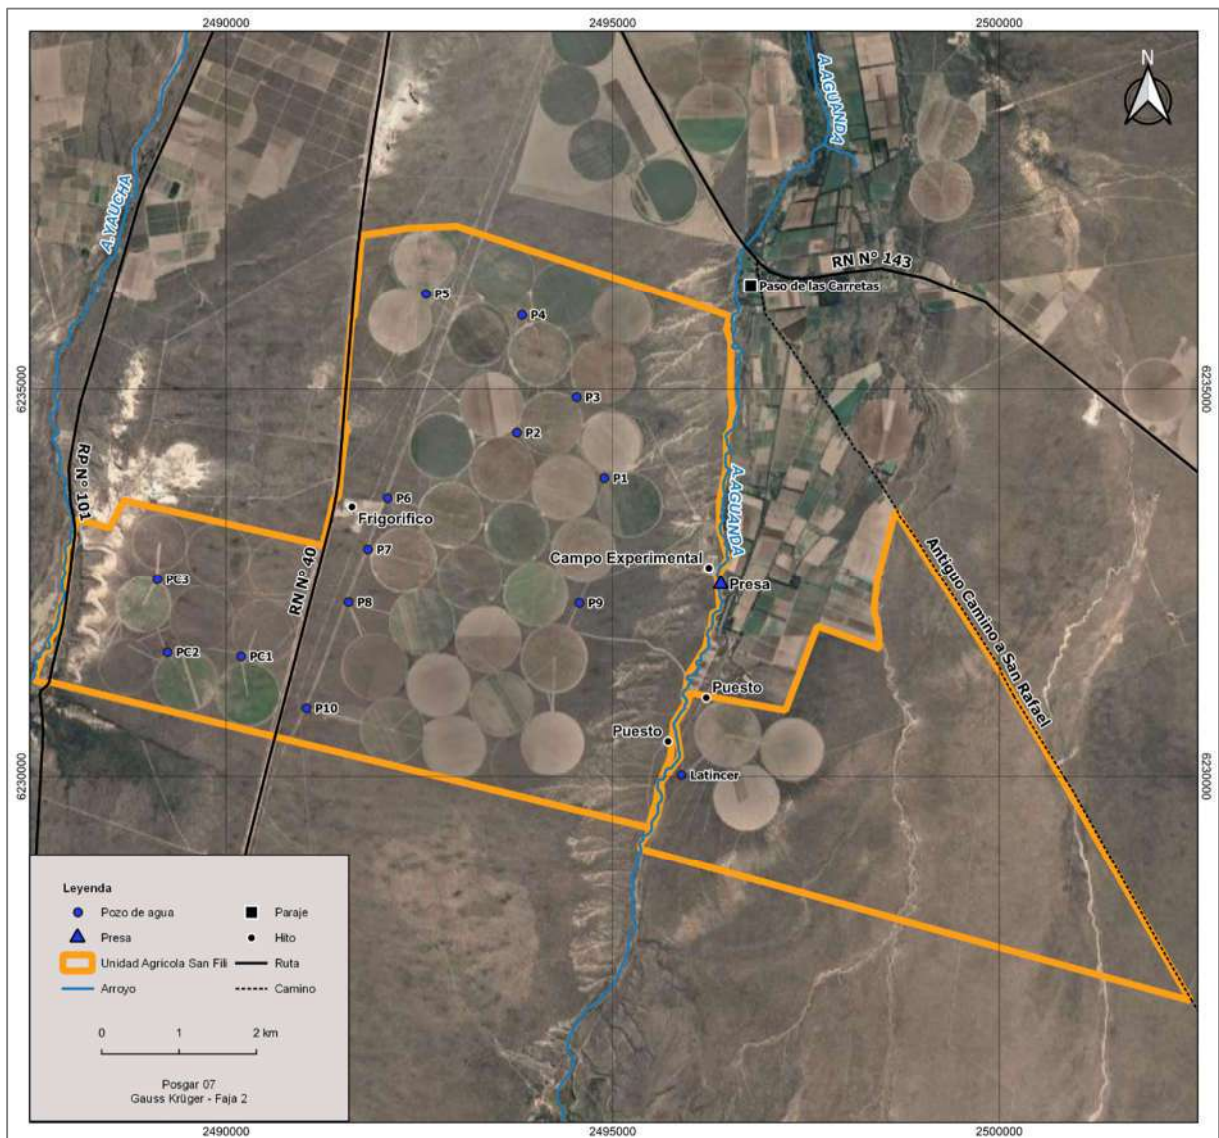 2490000
2495000
2500000
N
A.AGUANDA
A.YAUCHA
RN N° 143
Paso de las Carretas
P5
P4
6235000
6235000
P3
P2
P1
RP N° 101
A.AGUANDA
P6
Frigorifico
Antiguo Camino a San Rafael
P7
RN N° 40
Campo Experimental
Presa
PC3
P8
P9
PC2
PC1
Puesto
P10
Puesto
6230000
Latincer
6230000
Leyenda
Pozo de agua
Paraje
Presa
Hito
Unidad Agricola San Fili
Ruta
Arroyo
Camino
0 1 2 km
Posgar 07
Gauss Krüger - Faja 2
2490000
2495000
2500000